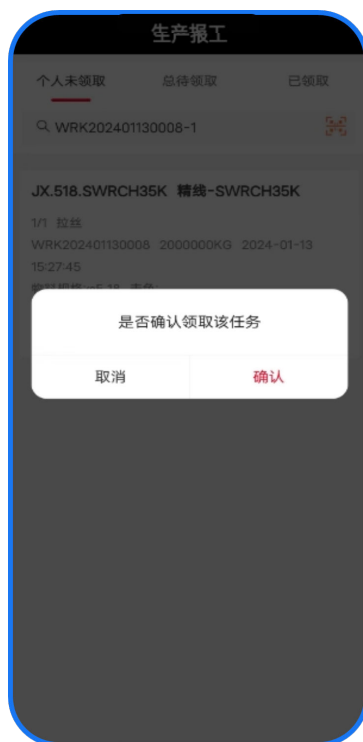 生产报工
个人未领取 总待领取 已领取
WRK202401130008-1
JX.518.SWRCH35K 精线-SWRCH35K
1/1 拉丝
WRK202401130008 2000000KG 2024-01-13
15:27:45
是否确认领取该任务
取消 确认